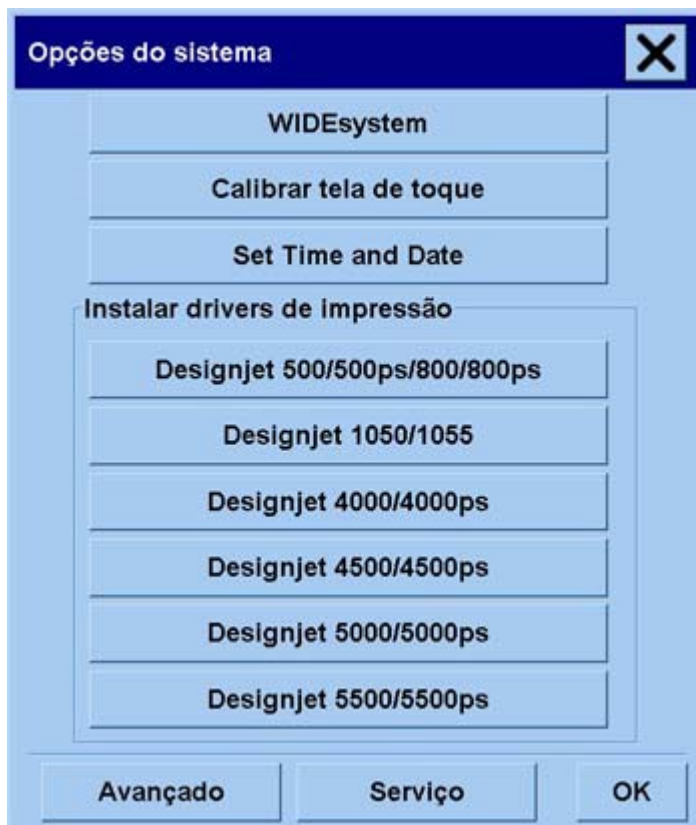 Opções do sistema
WIDEsystem
Calibrar tela de toque
Set Time and Date
Instalar drivers de impressão
Designjet 500/500ps/800/800ps
Designjet 1050/1055
Designjet 4000/4000ps
Designjet 4500/4500ps
Designjet 5000/5000ps
Designjet 5500/5500ps
Avançado Serviço OK